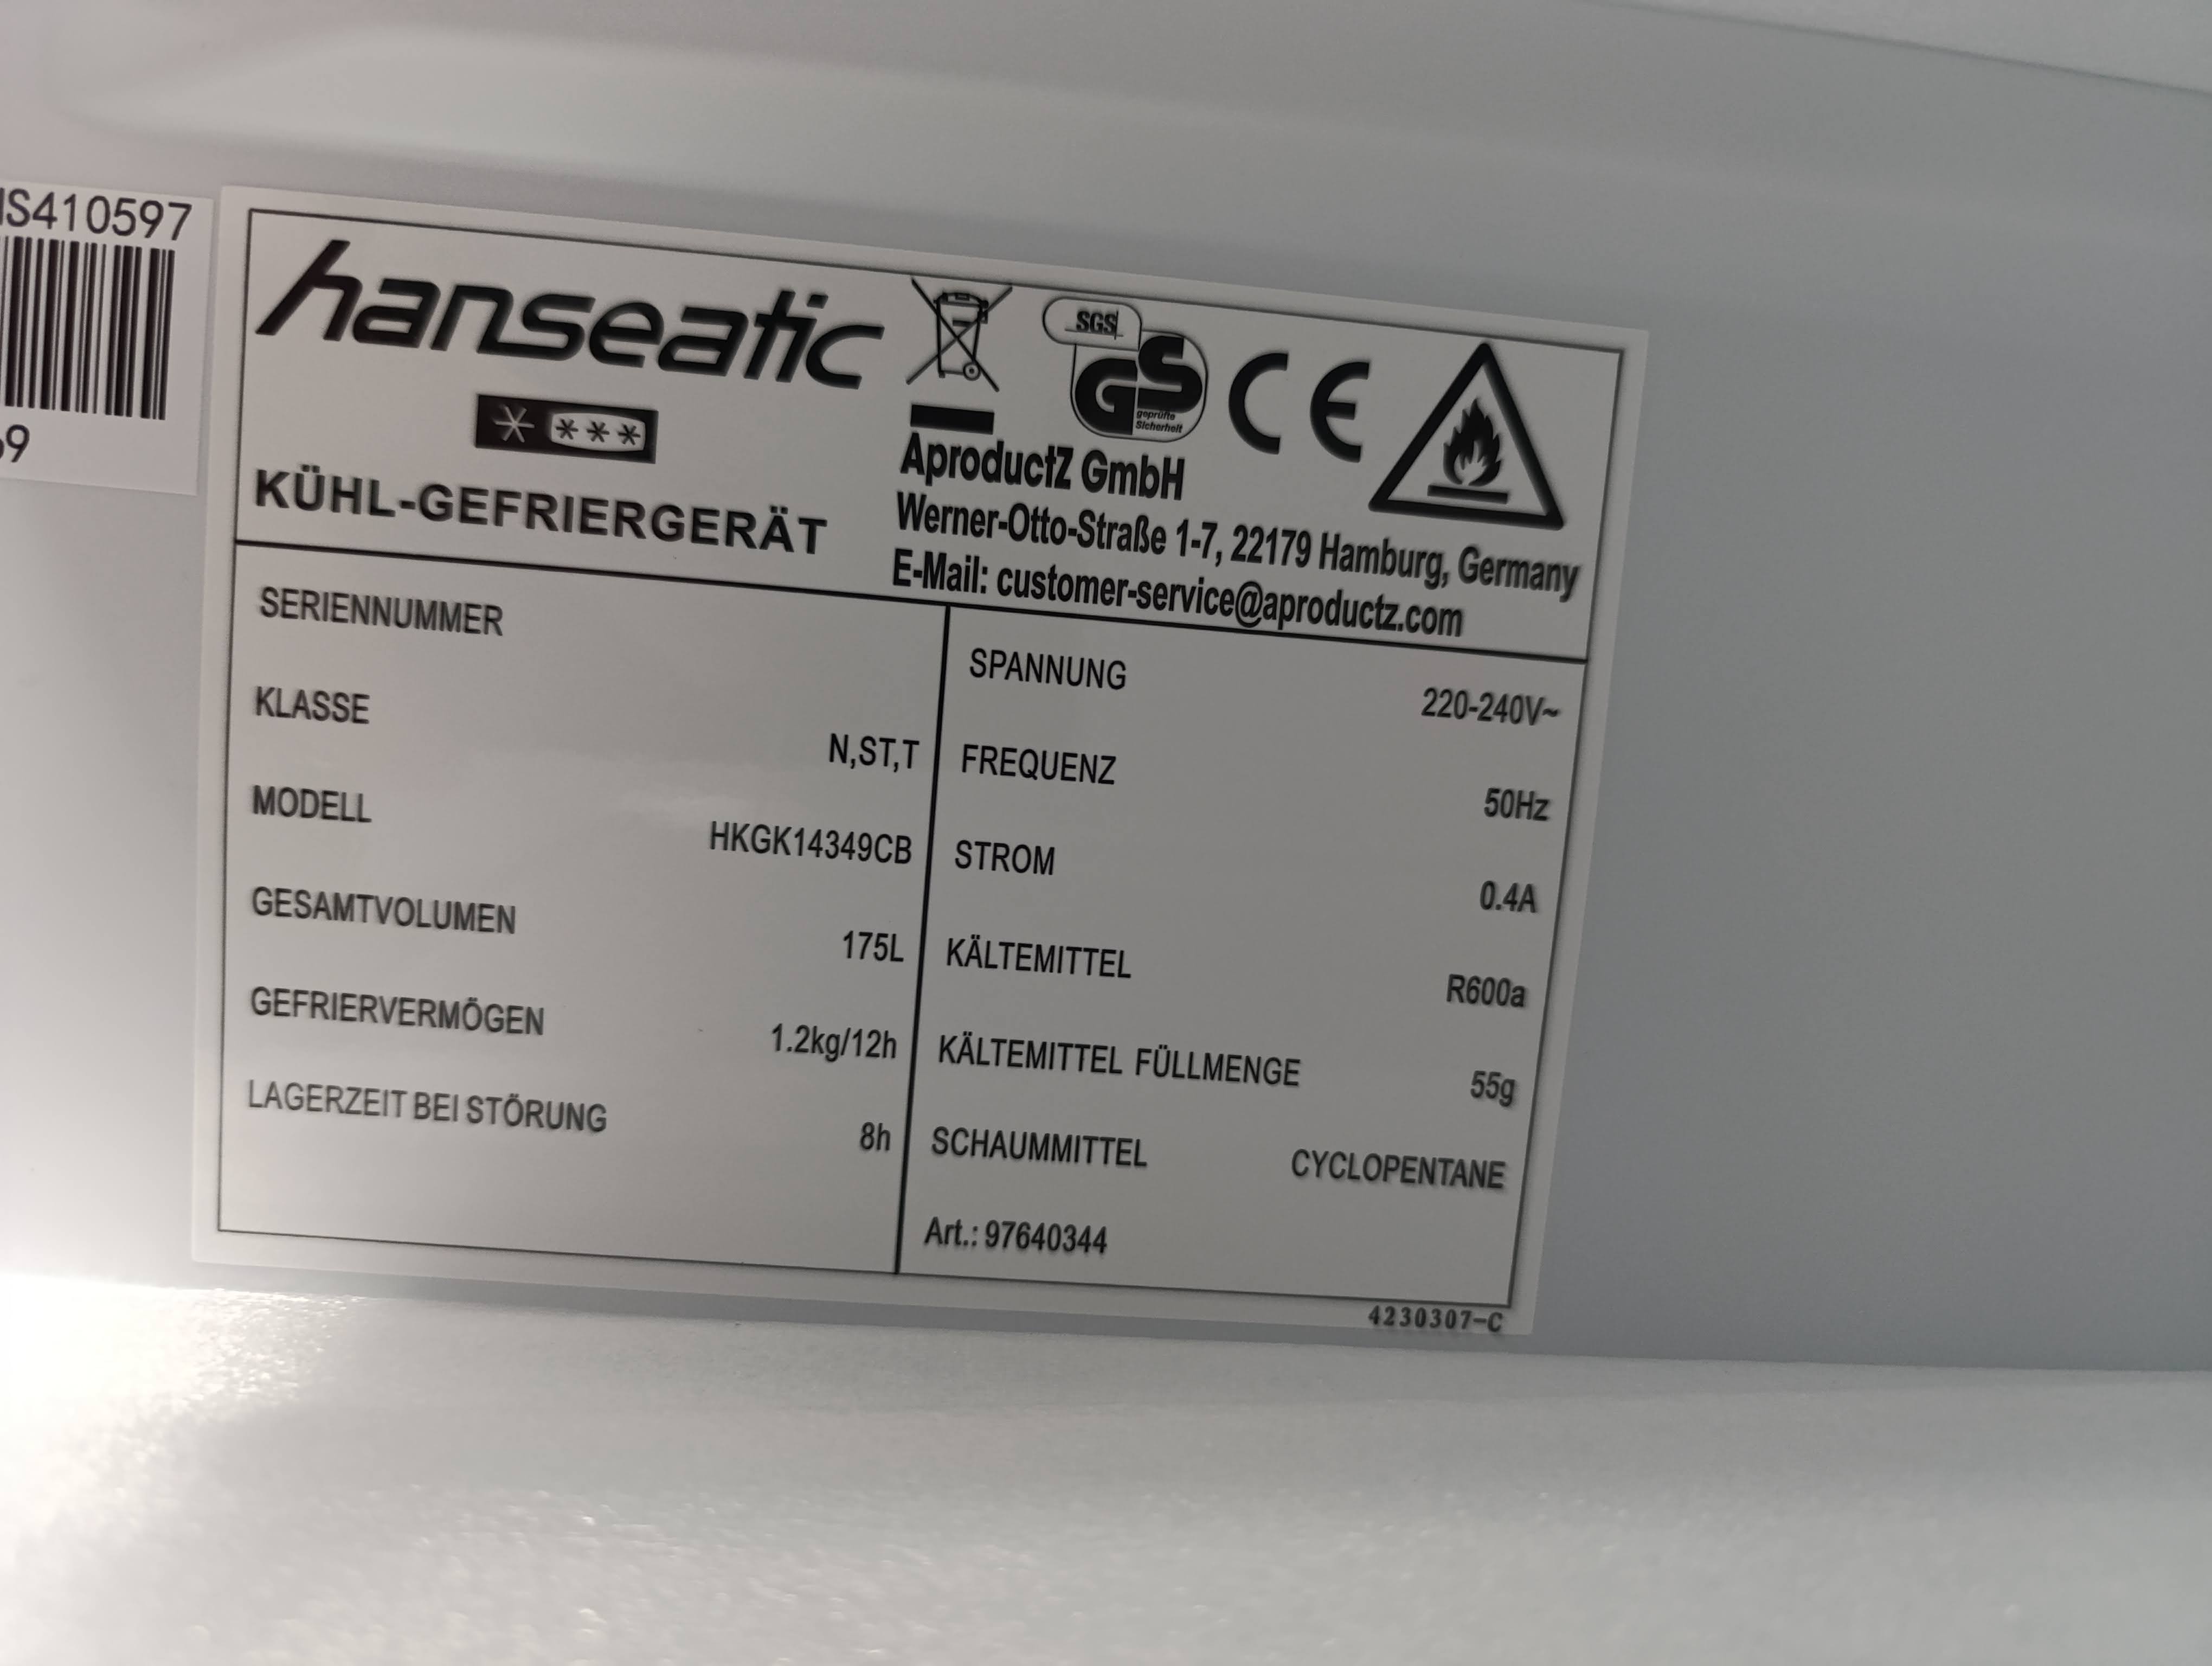 IS410597
9
hanseatic
SGS
GS
geprüfte
Sicherheit
CE
KÜHL-GEFRIERGERÄT
AproductZ GmbH
Werner-Otto-Straße 1-7, 22179 Hamburg, Germany
E-Mail: customer-service@aproductz.com
SERIENNUMMER
KLASSE N,ST,T
MODELL HKGK14349CB
GESAMTVOLUMEN 175L
GEFRIERVERMÖGEN 1.2kg/12h
LAGERZEIT BEI STÖRUNG 8h
SPANNUNG 220-240V~
FREQUENZ 50Hz
STROM 0.4A
KÄLTEMITTEL R600a
KÄLTEMITTEL FÜLLMENGE 55g
SCHAUMMITTEL CYCLOPENTANE
Art.: 97640344
4230307-C